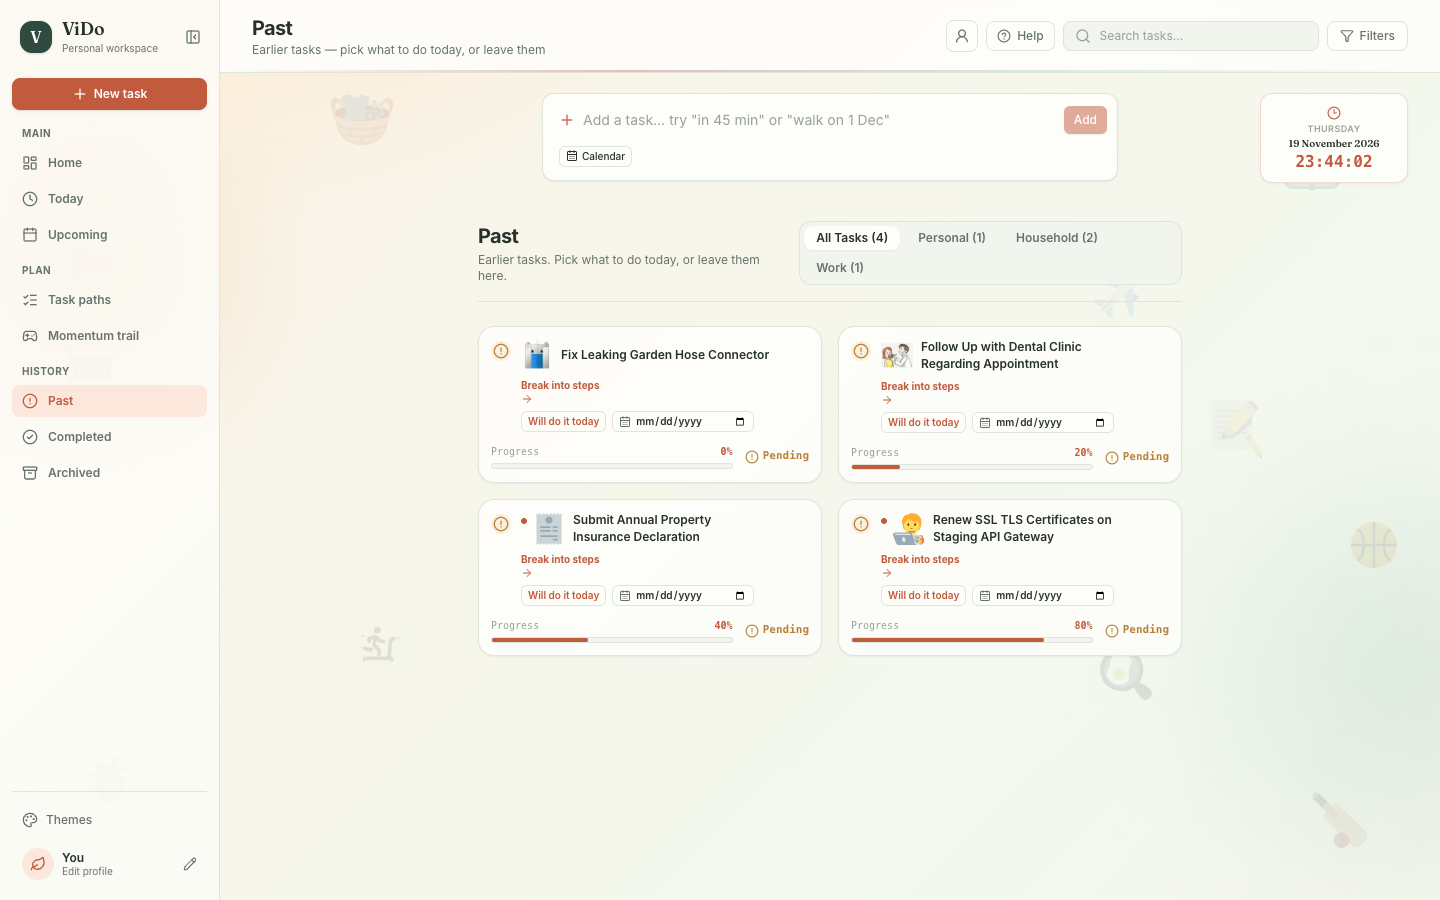 V
ViDo
Personal workspace
New task
MAIN
Home
Today
Upcoming
PLAN
Task paths
Momentum trail
HISTORY
Past
Completed
Archived
Themes
You
Edit profile
Past
Earlier tasks — pick what to do today, or leave them
Help
Search tasks...
Filters
Add a task... try "in 45 min" or "walk on 1 Dec"
Add
Calendar
THURSDAY
19 November 2026
23:44:02
Past
Earlier tasks. Pick what to do today, or leave them
here.
All Tasks (4)
Personal (1)
Household (2)
Work (1)
Fix Leaking Garden Hose Connector
Break into steps
Will do it today
mm/dd/yyyy
Progress
0%
Pending
Follow Up with Dental Clinic
Regarding Appointment
Break into steps
Will do it today
mm/dd/yyyy
Progress
20%
Pending
Submit Annual Property
Insurance Declaration
Break into steps
Will do it today
mm/dd/yyyy
Progress
40%
Pending
Renew SSL TLS Certificates on
Staging API Gateway
Break into steps
Will do it today
mm/dd/yyyy
Progress
80%
Pending